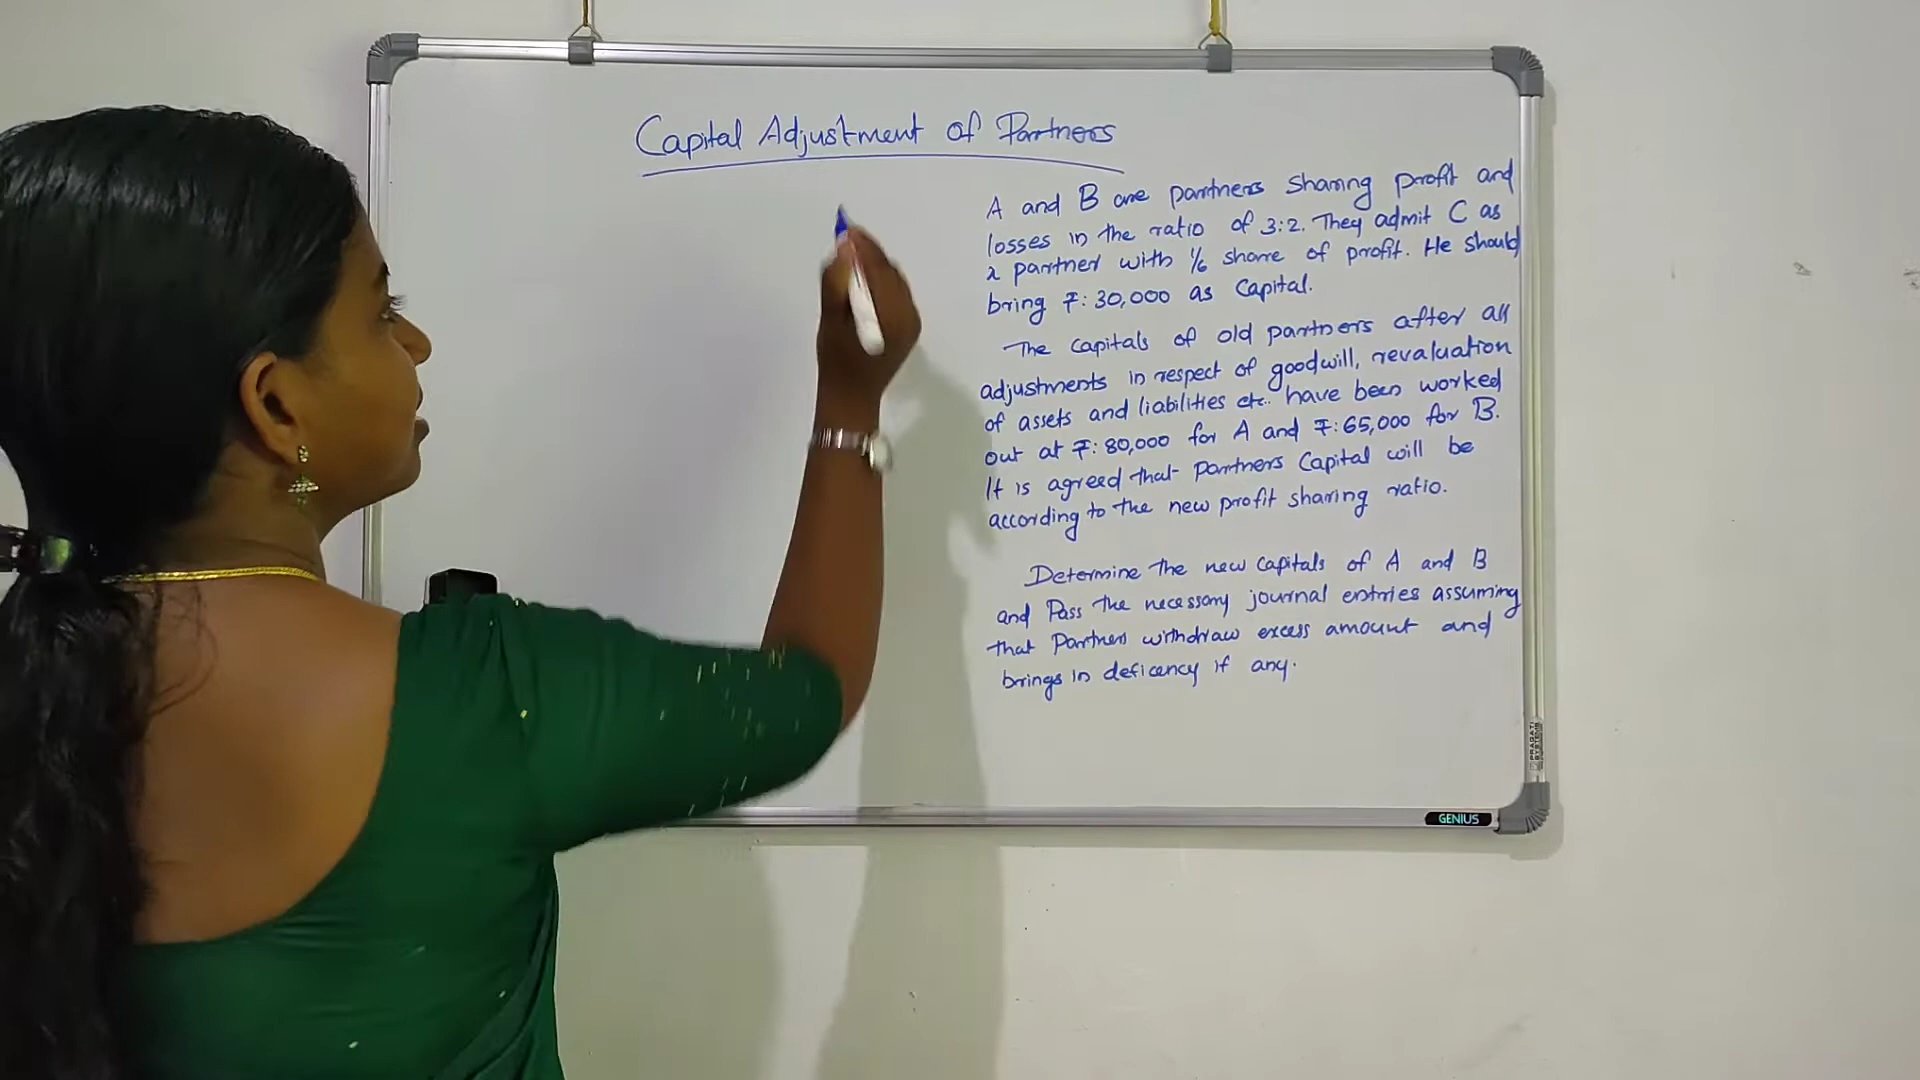 Capital Adjustment of Partners
A and B are partners sharing profit and
losses in the ratio of 3:2. They admit C as
a partner with 1/6 share of profit. He should
bring ₹: 30,000 as Capital.
The capitals of old partners after all
adjustments in respect of goodwill, revaluation
of assets and liabilities etc.. have been worked
out at ₹: 80,000 for A and ₹: 65,000 for B.
It is agreed that partners Capital will be
according to the new profit sharing ratio.
Determine the new capitals of A and B
and Pass the necessary journal entries assuming
that Partners withdraw excess amount and
brings in deficency if any.
PRAGATI SYSTEMS
GENIUS